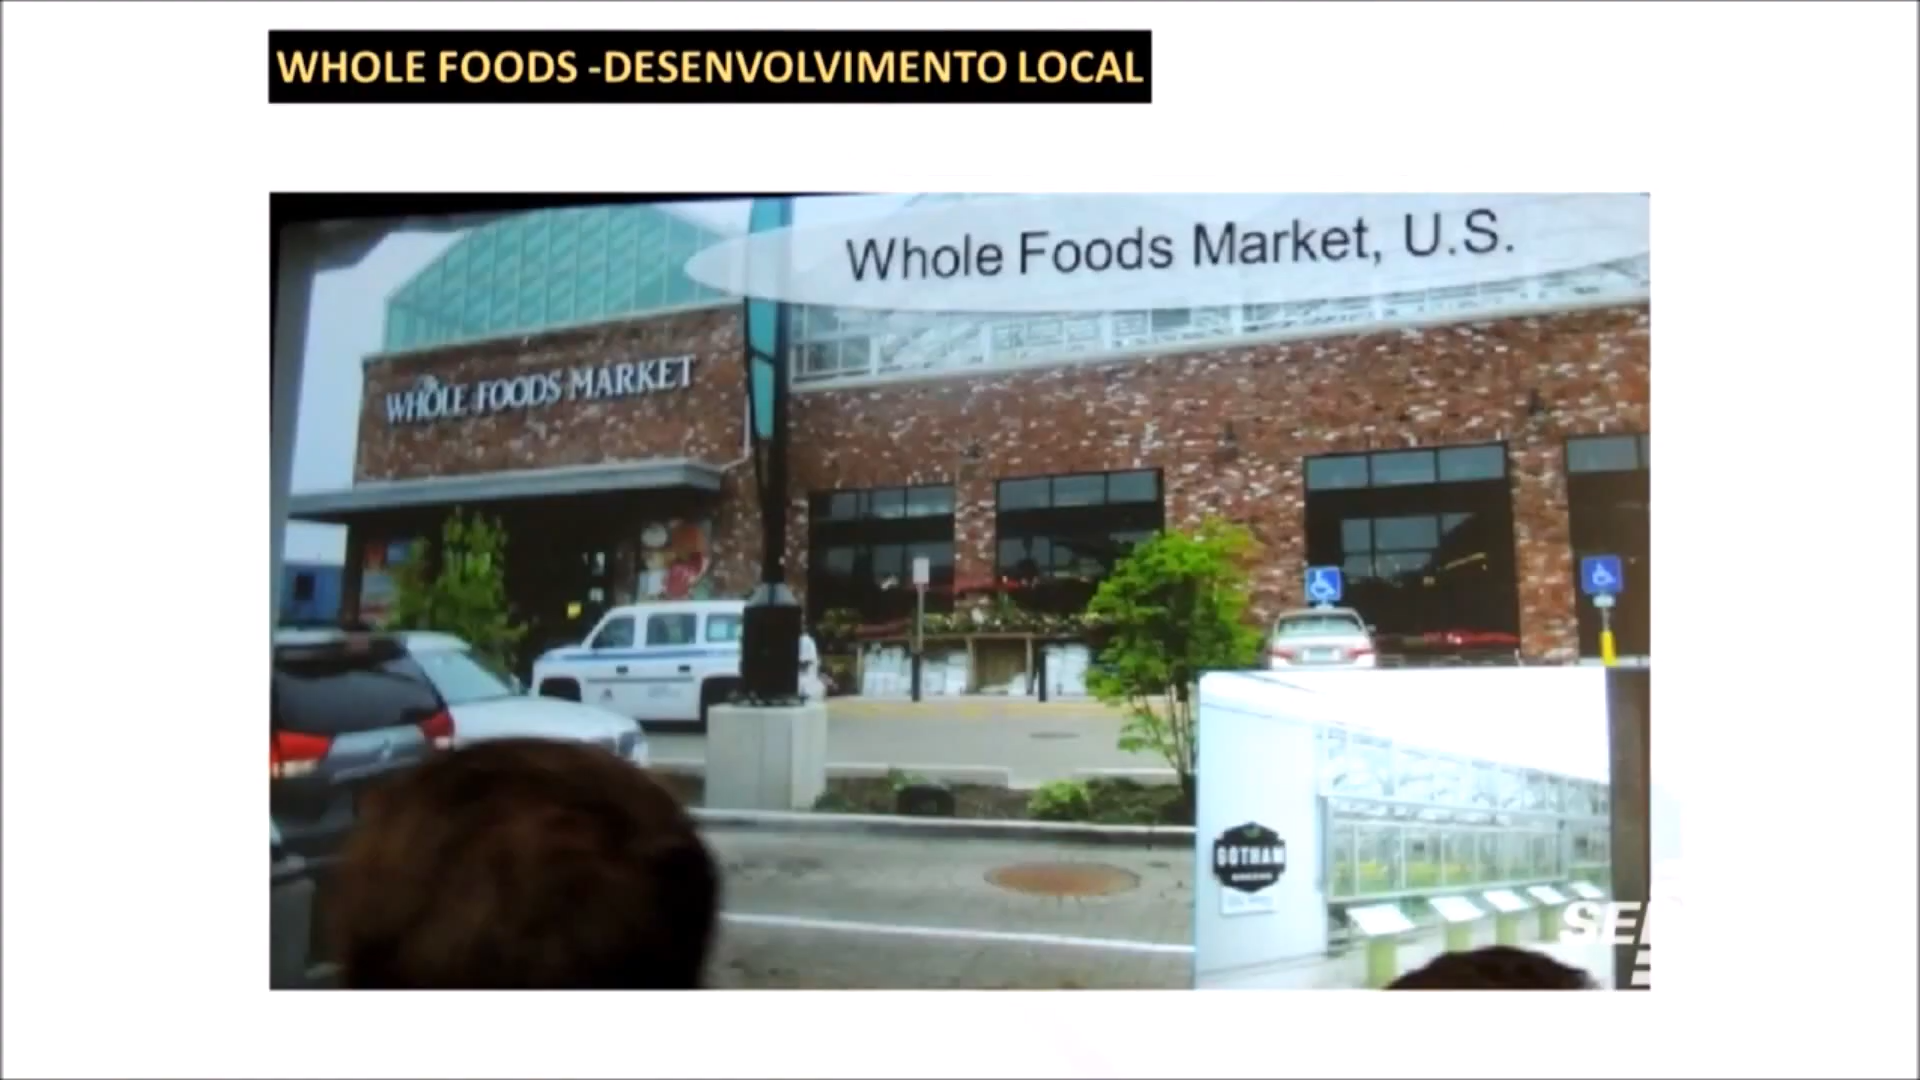 WHOLE FOODS -DESENVOLVIMENTO LOCAL
Whole Foods Market, U.S.
WHOLE FOODS MARKET
GOTHAM